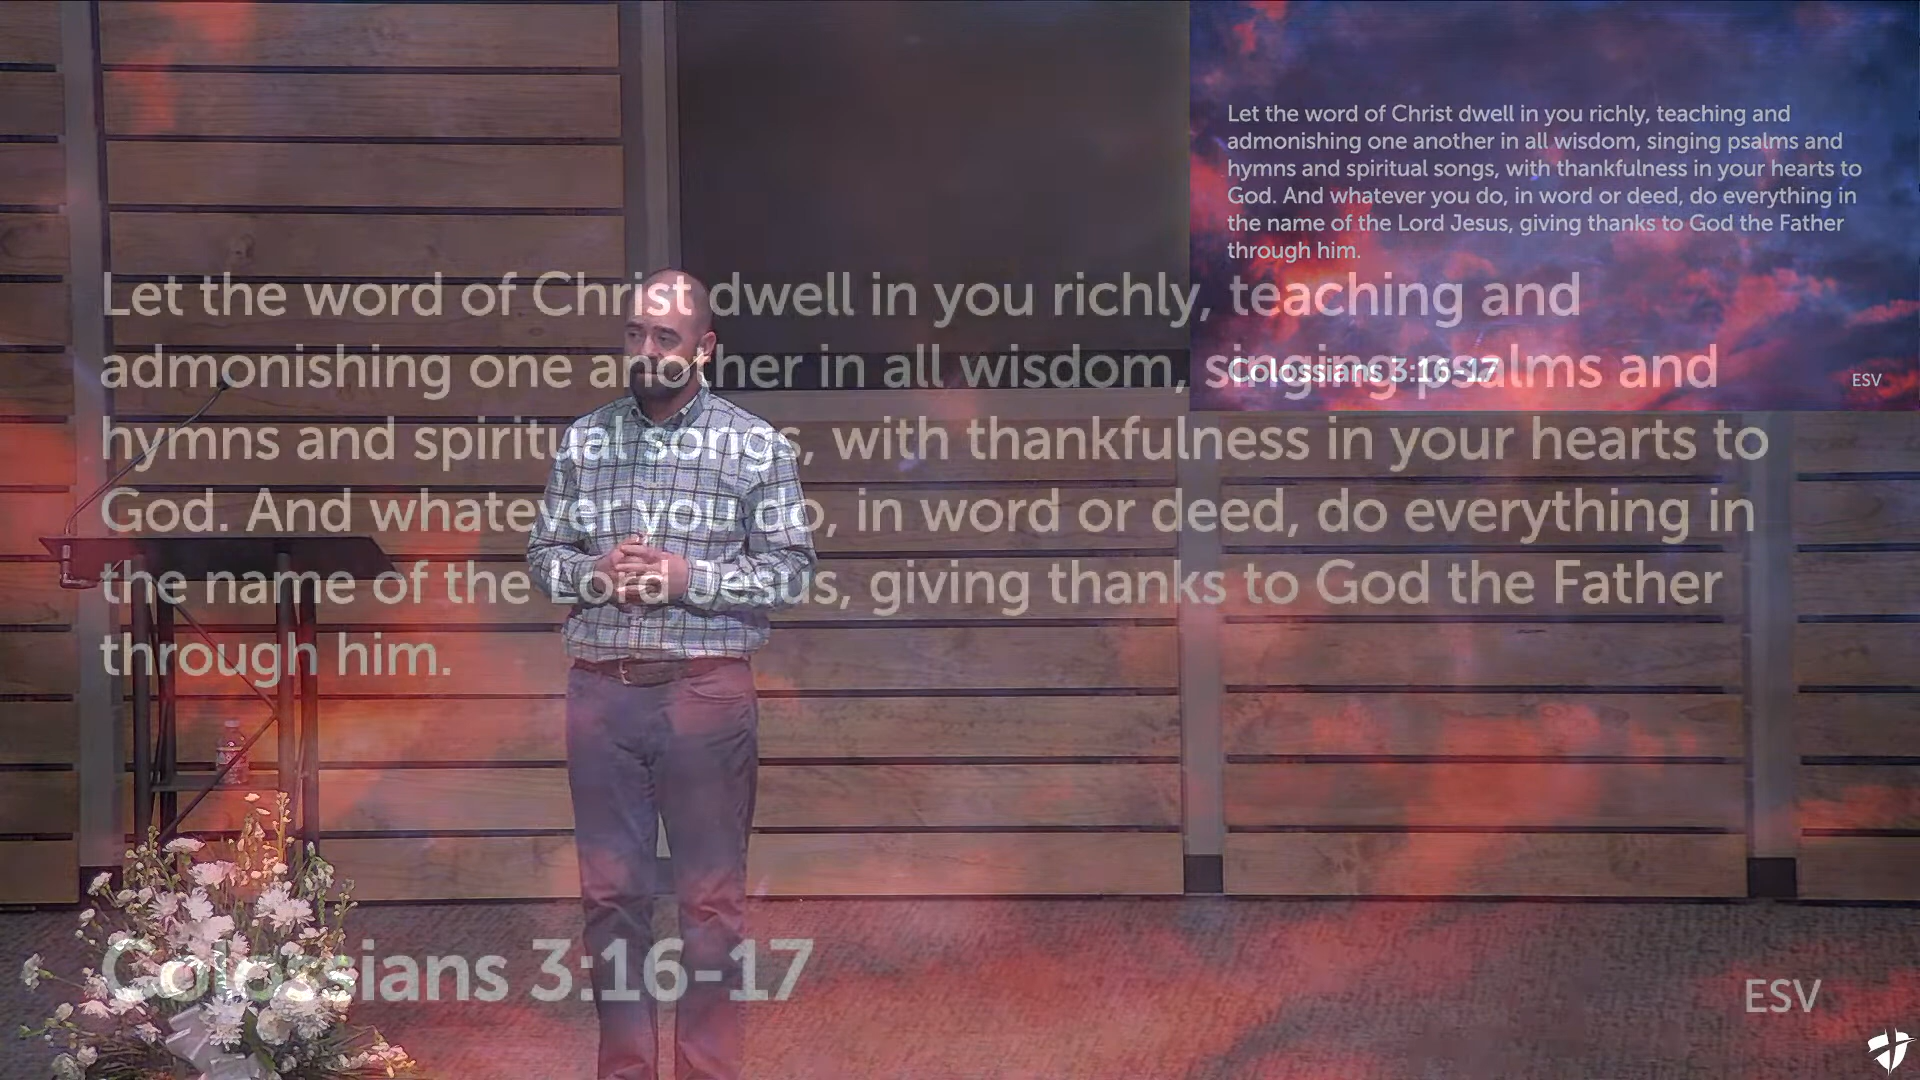 Let the word of Christ dwell in you richly, teaching and
admonishing one another in all wisdom, singing psalms and
hymns and spiritual songs, with thankfulness in your hearts to
God. And whatever you do, in word or deed, do everything in
the name of the Lord Jesus, giving thanks to God the Father
through him.
Colossians 3:16-17
ESV
Let the word of Christ dwell in you richly, teaching and
admonishing one another in all wisdom, singing psalms and
hymns and spiritual songs, with thankfulness in your hearts to
God. And whatever you do, in word or deed, do everything in
the name of the Lord Jesus, giving thanks to God the Father
through him.
Colossians 3:16-17
ESV